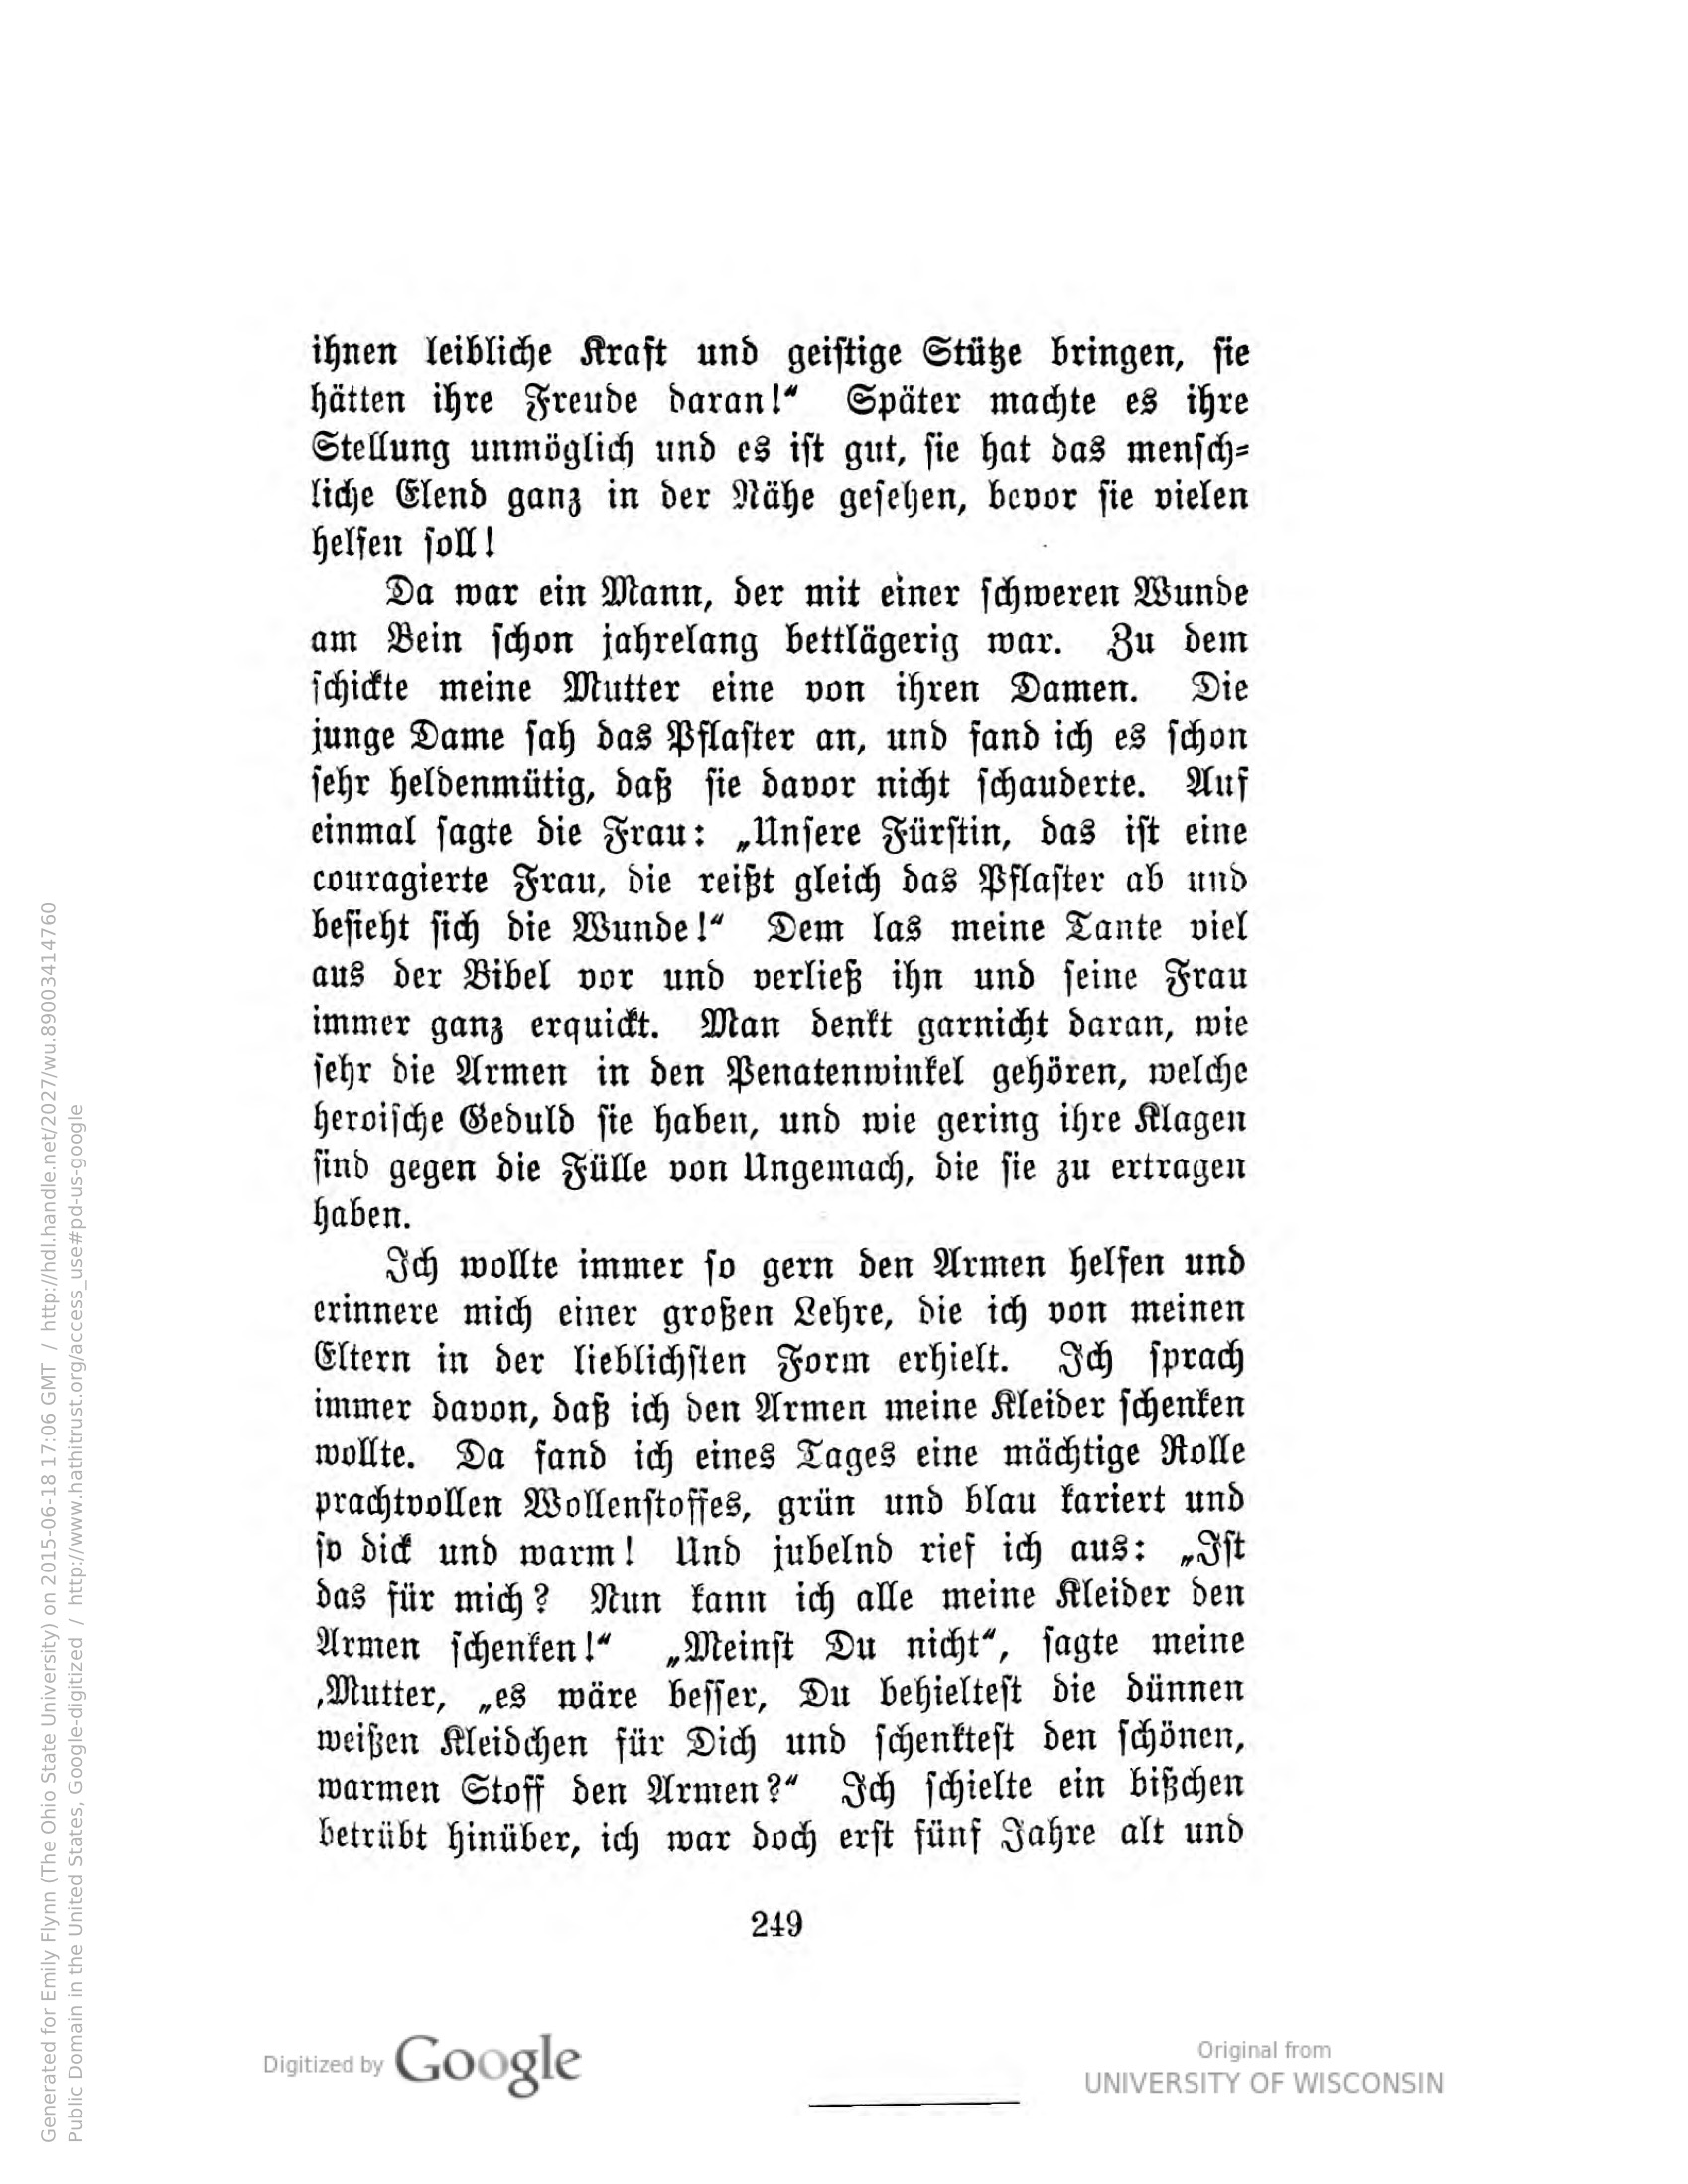 ihnen leibliche Kraft und geistige Stütze bringen, sie
hätten ihre Freude daran!“ Später machte es ihre
Stellung unmöglich und es ist gut, sie hat das mensch-
liche Elend ganz in der Nähe gesehen, bevor sie vielen
helfen soll!
Da war ein Mann, der mit einer schweren Wunde
am Bein schon jahrelang bettlägerig war. Zu dem
schickte meine Mutter eine von ihren Damen. Die
junge Dame sah das Pflaster an, und fand ich es schon
sehr heldenmütig, daß sie davor nicht schauderte. Auf
einmal sagte die Frau: „Unsere Fürstin, das ist eine
couragierte Frau, die reißt gleich das Pflaster ab und
besieht sich die Wunde!“ Dem las meine Tante viel
aus der Bibel vor und verließ ihn und seine Frau
immer ganz erquickt. Man denkt garnicht daran, wie
sehr die Armen in den Penatenwinkel gehören, welche
heroische Geduld sie haben, und wie gering ihre Klagen
sind gegen die Fülle von Ungemach, die sie zu ertragen
haben.
Ich wollte immer so gern den Armen helfen und
erinnere mich einer großen Lehre, die ich von meinen
Eltern in der lieblichsten Form erhielt. Ich sprach
immer davon, daß ich den Armen meine Kleider schenken
wollte. Da fand ich eines Tages eine mächtige Rolle
prachtvollen Wollenstoffes, grün und blau kariert und
so dick und warm! Und jubelnd rief ich aus: „Ist
das für mich? Nun kann ich alle meine Kleider den
Armen schenken!“ „Meinst Du nicht“, sagte meine
,Mutter, „es wäre besser, Du behieltest die dünnen
weißen Kleidchen für Dich und schenktest den schönen,
warmen Stoff den Armen?“ Ich schielte ein bißchen
betrübt hinüber, ich war doch erst fünf Jahre alt und
249
Digitized by Google
Original from
UNIVERSITY OF WISCONSIN
Generated for Emily Flynn (The Ohio State University) on 2015-06-18 17:06 GMT / http://hdl.handle.net/2027/wu.89003414760
Public Domain in the United States, Google-digitized / http://www.hathitrust.org/access_use#pd-us-google